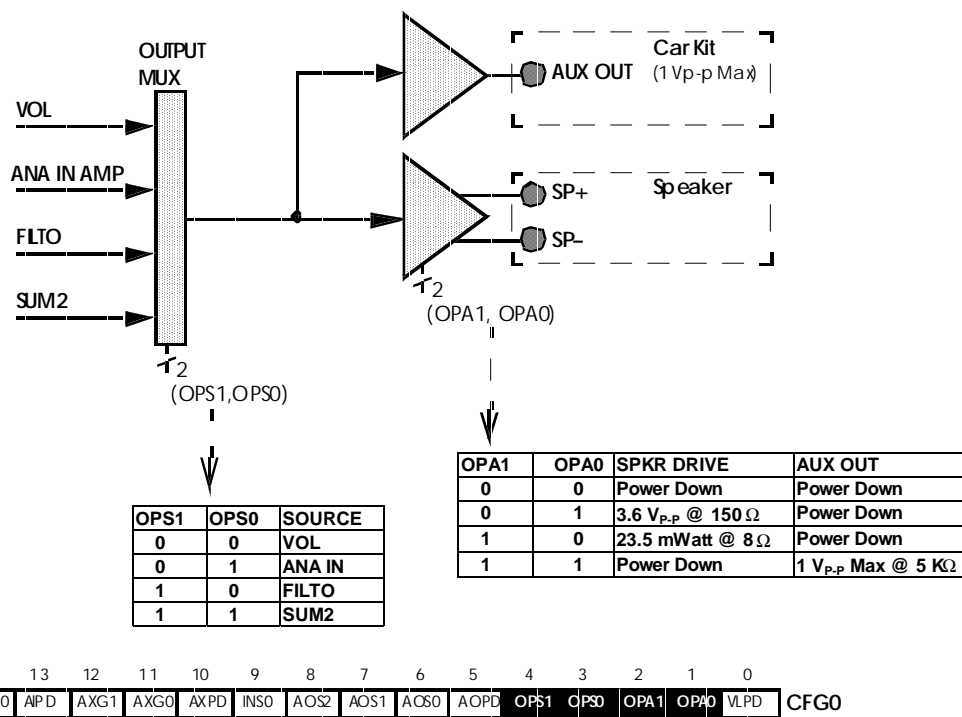 OUTPUT
MUX
VOL
ANA IN AMP
FILTO
SUM2
2
(OPS1,OPS0)
Car Kit
AUX OUT (1 Vp-p Max)
SP+ Speaker
SP–
2
(OPA1, OPA0)
OPA1 OPA0 SPKR DRIVE AUX OUT
0 0 Power Down Power Down
0 1 3.6 VP-P @ 150 Ω Power Down
1 0 23.5 mWatt @ 8 Ω Power Down
1 1 Power Down 1 VP-P Max @ 5 KΩ
OPS1 OPS0 SOURCE
0 0 VOL
0 1 ANA IN
1 0 FILTO
1 1 SUM2
13 12 11 10 9 8 7 6 5 4 3 2 1 0
0 AIPD AXG1 AXG0 AXPD INS0 AOS2 AOS1 AOS0 AOPD OPS1 OPS0 OPA1 OPA0 VLPD CFG0